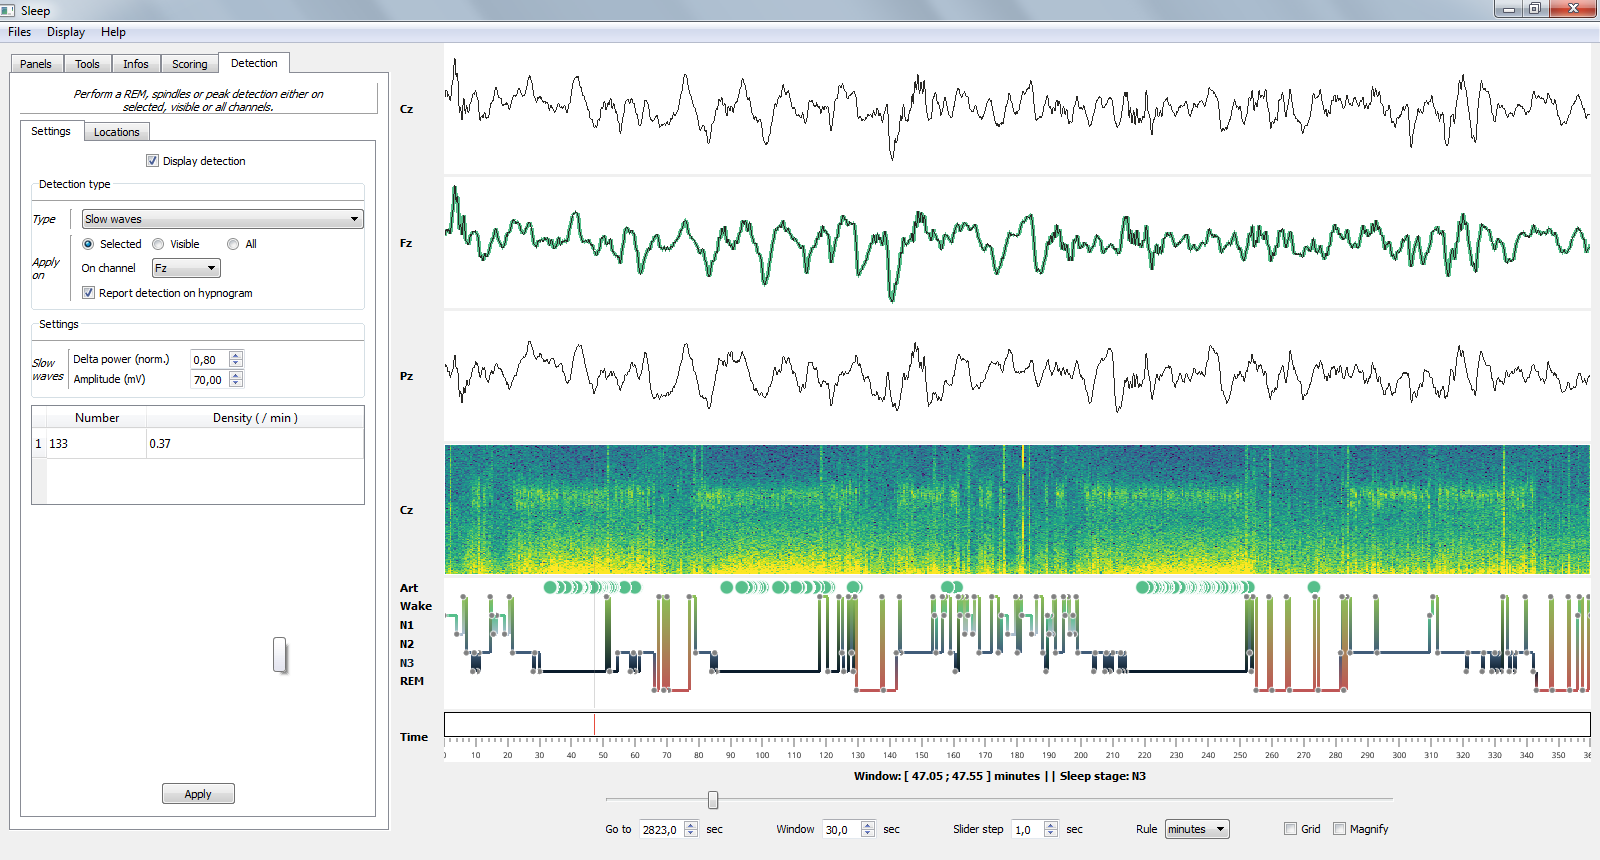 Sleep
Files Display Help
Panels Tools Infos Scoring Detection
Perform a REM, spindles or peak detection either on
selected, visible or all channels.
Settings Locations
Display detection
Detection type
Type Slow waves
Apply on
Selected Visible All
On channel Fz
Report detection on hypnogram
Settings
Slow waves
Delta power (norm.) 0,80
Amplitude (mV) 70,00
Number Density ( / min )
1 133 0.37
Apply
Cz
Fz
Pz
Cz
Art
Wake
N1
N2
N3
REM
Time
10 20 30 40 50 60 70 80 90 100 110 120 130 140 150 160 170 180 190 200 210 220 230 240 250 260 270 280 290 300 310 320 330 340 350
Window: [ 47.05 ; 47.55 ] minutes || Sleep stage: N3
Go to 2823,0 sec Window 30,0 sec Slider step 1,0 sec Rule minutes Grid Magnify